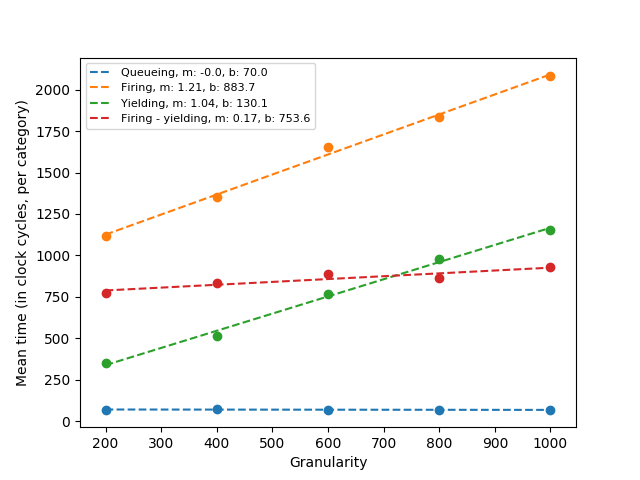 Queueing, m: -0.0, b: 70.0
Firing, m: 1.21, b: 883.7
Yielding, m: 1.04, b: 130.1
Firing - yielding, m: 0.17, b: 753.6
Mean time (in clock cycles, per category)
2000
1750
1500
1250
1000
750
500
250
0
200 300 400 500 600 700 800 900 1000
Granularity